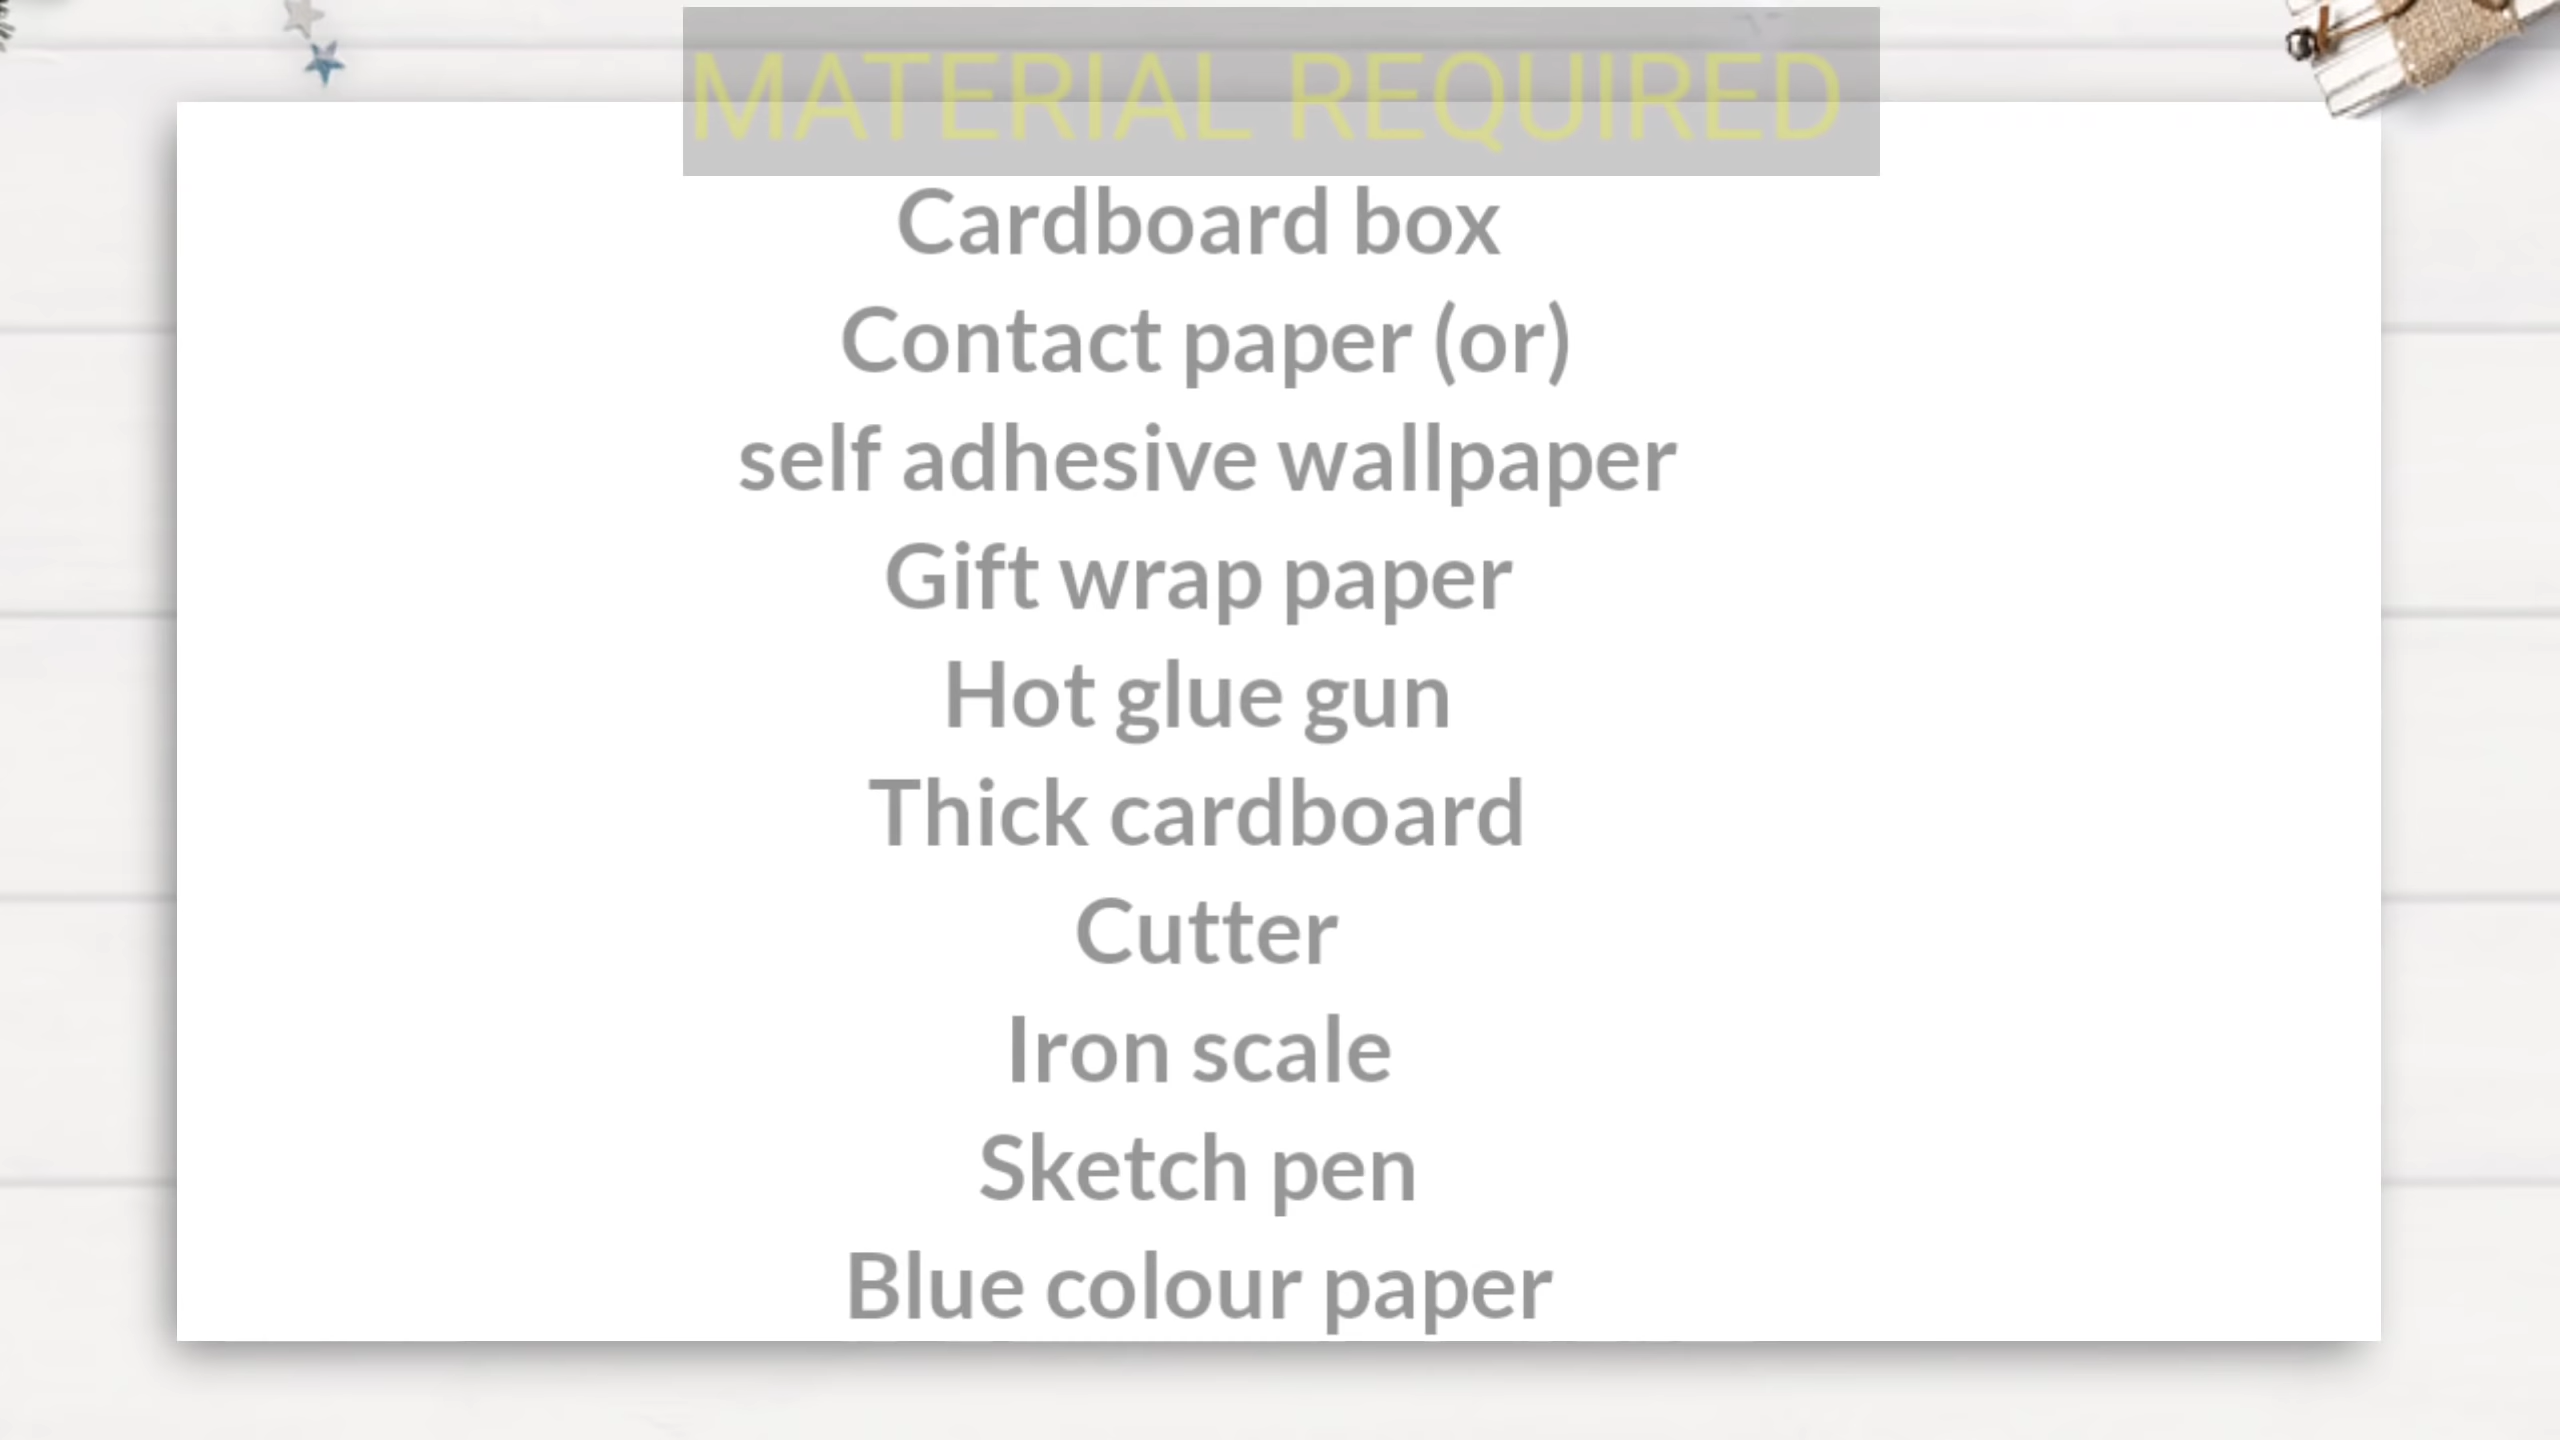 MATERIAL REQUIRED
Cardboard box
Contact paper (or)
self adhesive wallpaper
Gift wrap paper
Hot glue gun
Thick cardboard
Cutter
Iron scale
Sketch pen
Blue colour paper